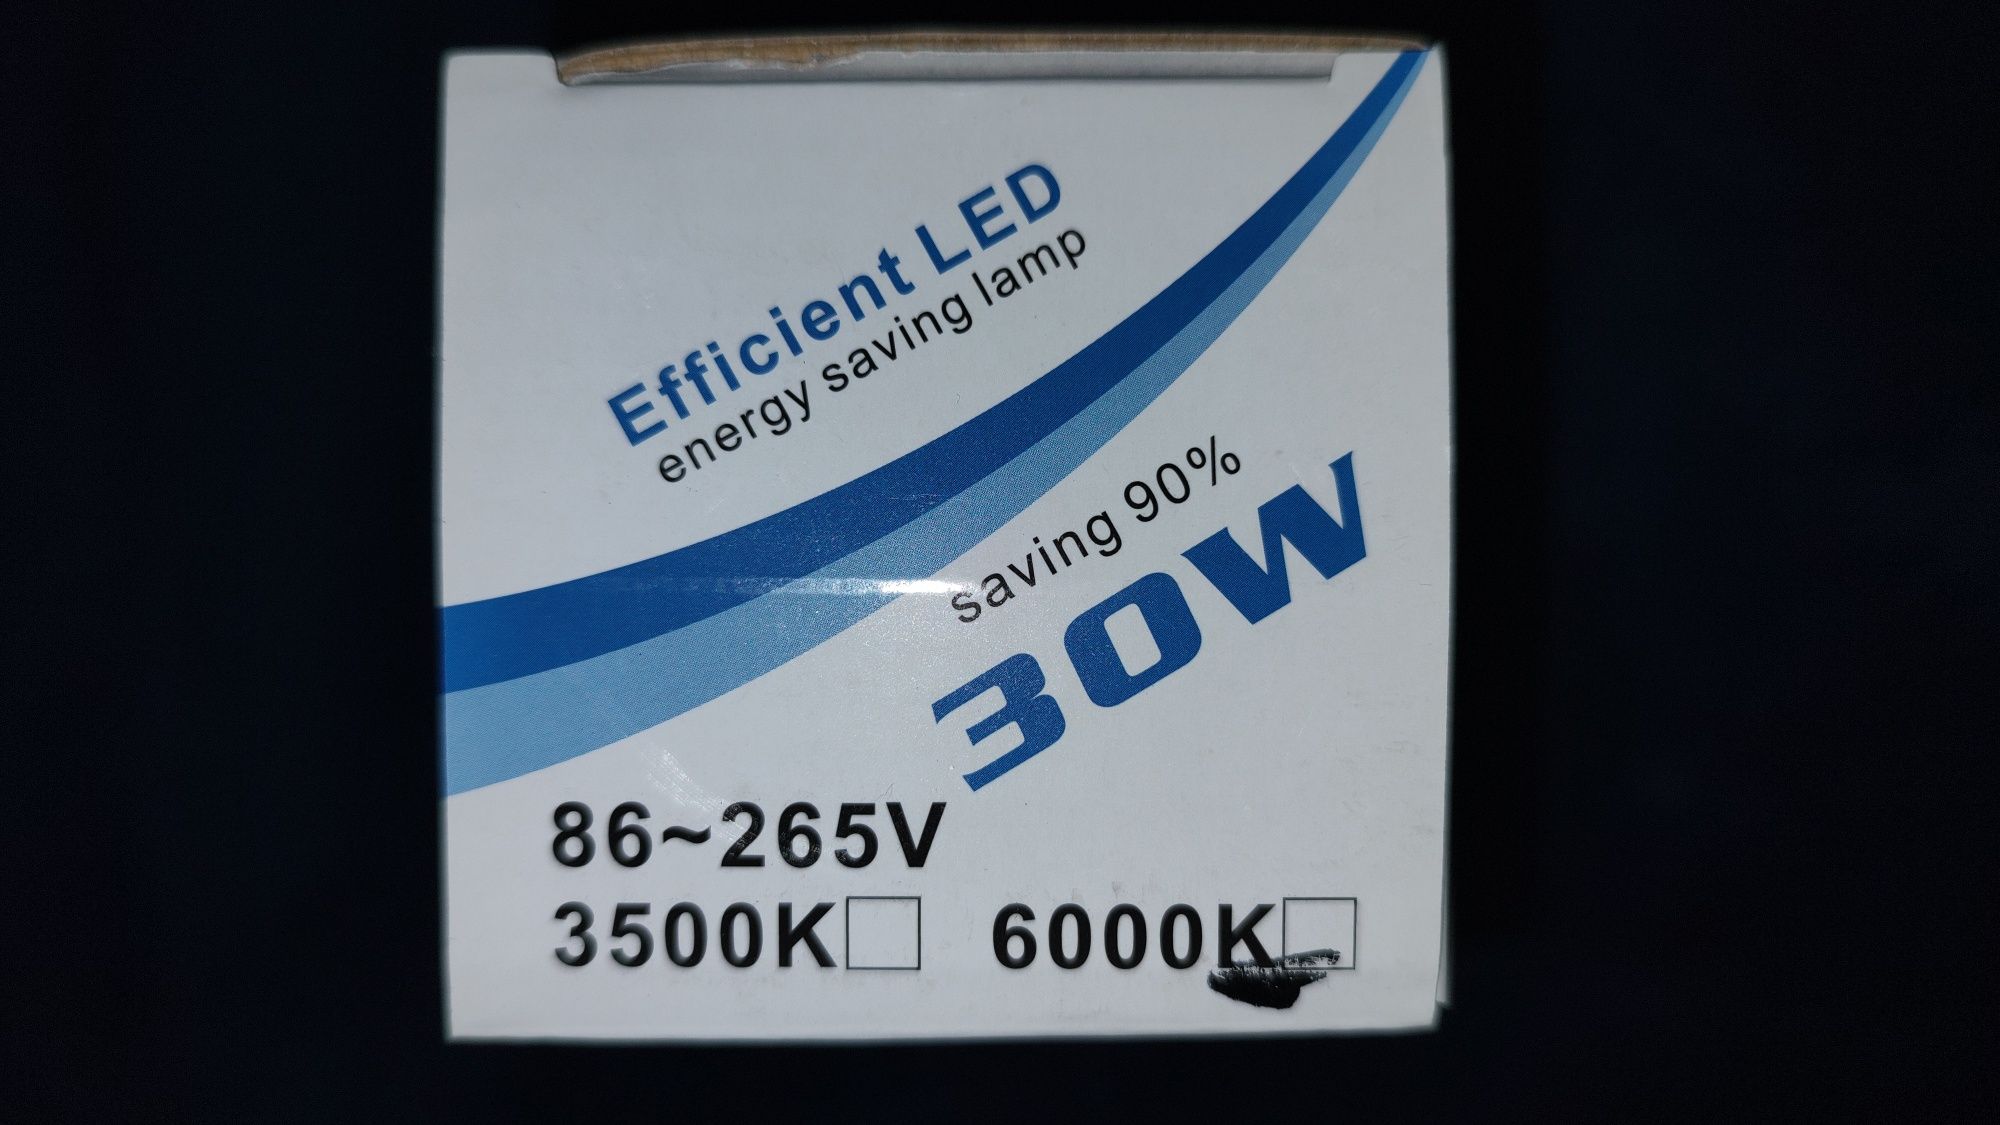 Efficient LED
energy saving lamp
saving 90%
30W
86~265V
3500K 6000K